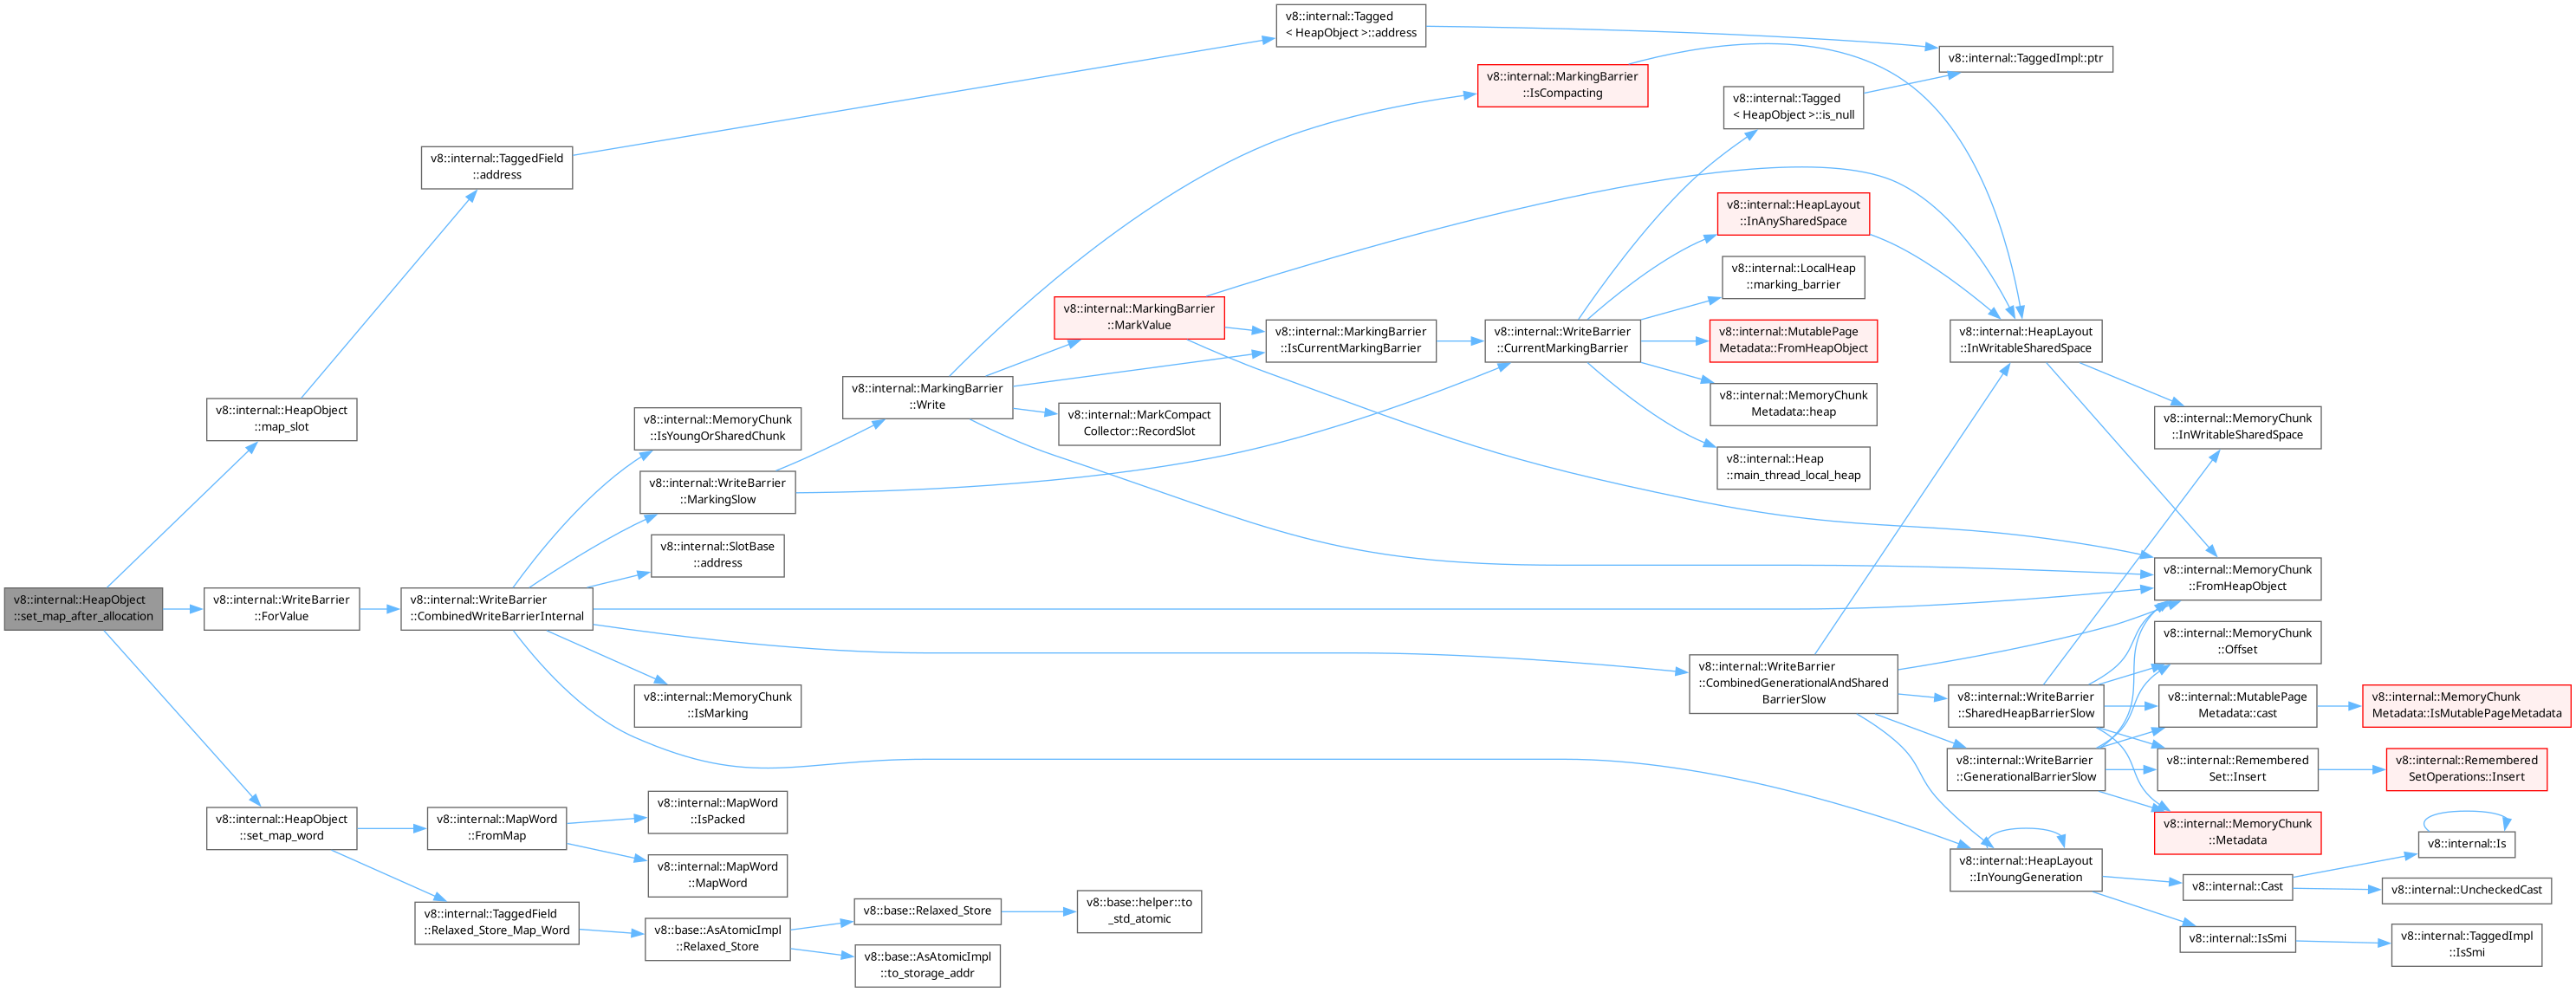 v8::internal::HeapObject
::set_map_after_allocation
v8::internal::HeapObject
::map_slot
v8::internal::WriteBarrier
::ForValue
v8::internal::HeapObject
::set_map_word
v8::internal::TaggedField
::address
v8::internal::WriteBarrier
::CombinedWriteBarrierInternal
v8::internal::MapWord
::FromMap
v8::internal::TaggedField
::Relaxed_Store_Map_Word
v8::internal::MemoryChunk
::IsYoungOrSharedChunk
v8::internal::WriteBarrier
::MarkingSlow
v8::internal::SlotBase
::address
v8::internal::MemoryChunk
::IsMarking
v8::internal::MapWord
::IsPacked
v8::internal::MapWord
::MapWord
v8::base::AsAtomicImpl
::Relaxed_Store
v8::internal::MarkingBarrier
::Write
v8::base::Relaxed_Store
v8::base::AsAtomicImpl
::to_storage_addr
v8::internal::MarkingBarrier
::MarkValue
v8::internal::MarkCompact
Collector::RecordSlot
v8::base::helper::to
_std_atomic
v8::internal::Tagged
< HeapObject >::address
v8::internal::MarkingBarrier
::IsCompacting
v8::internal::MarkingBarrier
::IsCurrentMarkingBarrier
v8::internal::WriteBarrier
::CurrentMarkingBarrier
v8::internal::Tagged
< HeapObject >::is_null
v8::internal::HeapLayout
::InAnySharedSpace
v8::internal::LocalHeap
::marking_barrier
v8::internal::MutablePage
Metadata::FromHeapObject
v8::internal::MemoryChunk
Metadata::heap
v8::internal::Heap
::main_thread_local_heap
v8::internal::WriteBarrier
::CombinedGenerationalAndShared
BarrierSlow
v8::internal::TaggedImpl::ptr
v8::internal::HeapLayout
::InWritableSharedSpace
v8::internal::WriteBarrier
::SharedHeapBarrierSlow
v8::internal::WriteBarrier
::GenerationalBarrierSlow
v8::internal::HeapLayout
::InYoungGeneration
v8::internal::MemoryChunk
::InWritableSharedSpace
v8::internal::MemoryChunk
::FromHeapObject
v8::internal::MemoryChunk
::Offset
v8::internal::MutablePage
Metadata::cast
v8::internal::Remembered
Set::Insert
v8::internal::MemoryChunk
::Metadata
v8::internal::Cast
v8::internal::IsSmi
v8::internal::MemoryChunk
Metadata::IsMutablePageMetadata
v8::internal::Remembered
SetOperations::Insert
v8::internal::Is
v8::internal::UncheckedCast
v8::internal::TaggedImpl
::IsSmi